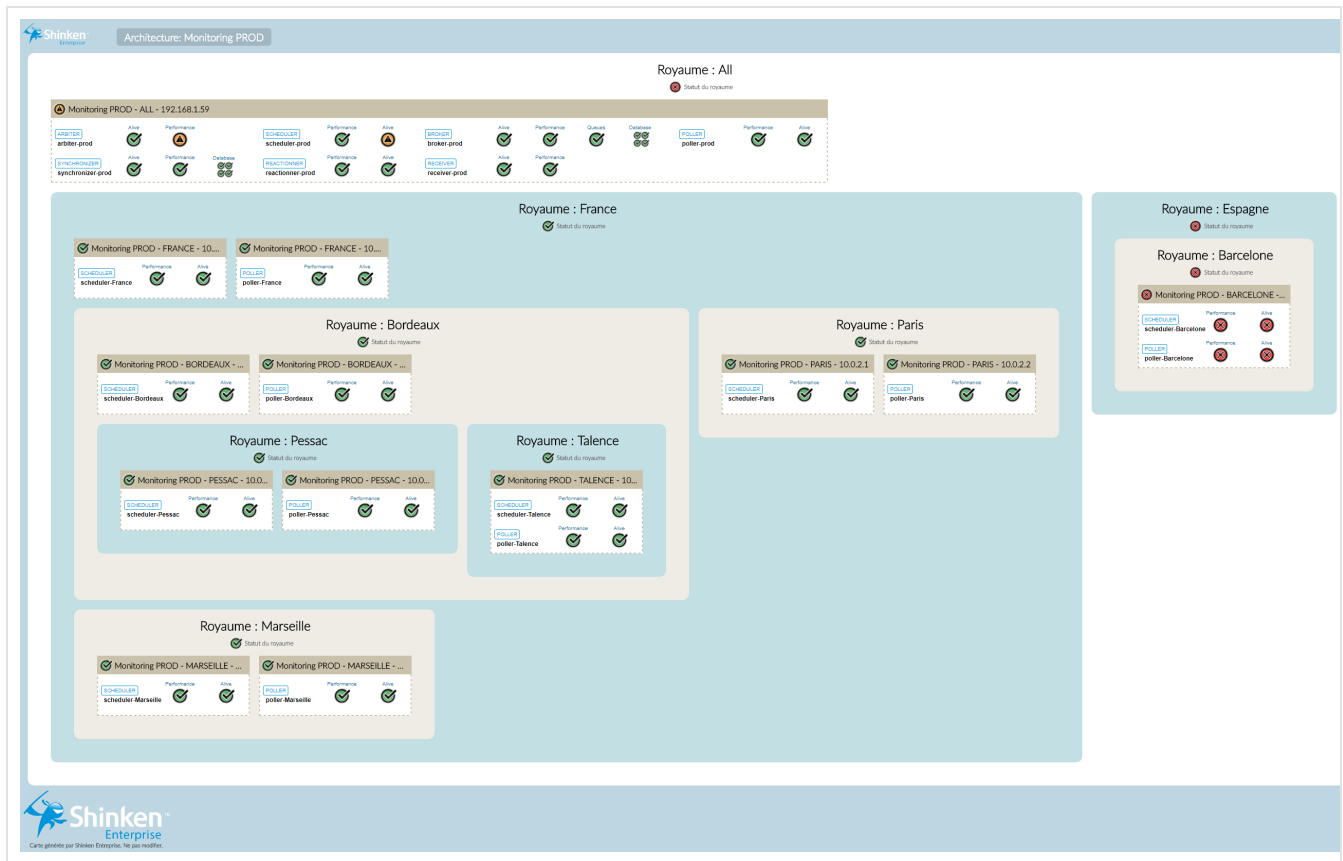 Shinken
Enterprise
Architecture: Monitoring PROD
Royaume : All
Statut du royaume
Monitoring PROD - ALL - 192.168.1.59
ARBITER
arbiter-prod
Alive
Performance
SCHEDULER
scheduler-prod
Performance
Alive
BROKER
broker-prod
Alive
Performance
Queues
Database
POLLER
poller-prod
Performance
Alive
SYNCHRONIZER
synchronizer-prod
Alive
Performance
Database
REACTIONNER
reactionner-prod
Performance
Alive
RECEIVER
receiver-prod
Alive
Performance
Royaume : France
Statut du royaume
Monitoring PROD - FRANCE - 10....
SCHEDULER
scheduler-France
Performance
Alive
Monitoring PROD - FRANCE - 10....
POLLER
poller-France
Performance
Alive
Royaume : Bordeaux
Statut du royaume
Monitoring PROD - BORDEAUX - ...
SCHEDULER
scheduler-Bordeaux
Performance
Alive
Monitoring PROD - BORDEAUX - ...
POLLER
poller-Bordeaux
Performance
Alive
Royaume : Pessac
Statut du royaume
Monitoring PROD - PESSAC - 10.0...
SCHEDULER
scheduler-Pessac
Performance
Alive
Monitoring PROD - PESSAC - 10.0...
POLLER
poller-Pessac
Performance
Alive
Royaume : Talence
Statut du royaume
Monitoring PROD - TALENCE - 10...
SCHEDULER
scheduler-Talence
Performance
Alive
POLLER
poller-Talence
Performance
Alive
Royaume : Paris
Statut du royaume
Monitoring PROD - PARIS - 10.0.2.1
SCHEDULER
scheduler-Paris
Performance
Alive
Monitoring PROD - PARIS - 10.0.2.2
POLLER
poller-Paris
Performance
Alive
Royaume : Marseille
Statut du royaume
Monitoring PROD - MARSEILLE - ...
SCHEDULER
scheduler-Marseille
Performance
Alive
Monitoring PROD - MARSEILLE - ...
POLLER
poller-Marseille
Performance
Alive
Royaume : Espagne
Statut du royaume
Royaume : Barcelone
Statut du royaume
Monitoring PROD - BARCELONE -...
SCHEDULER
scheduler-Barcelone
Performance
Alive
POLLER
poller-Barcelone
Performance
Alive
Shinken
Enterprise
Carte générée par Shinken Entreprise. Ne pas modifier.